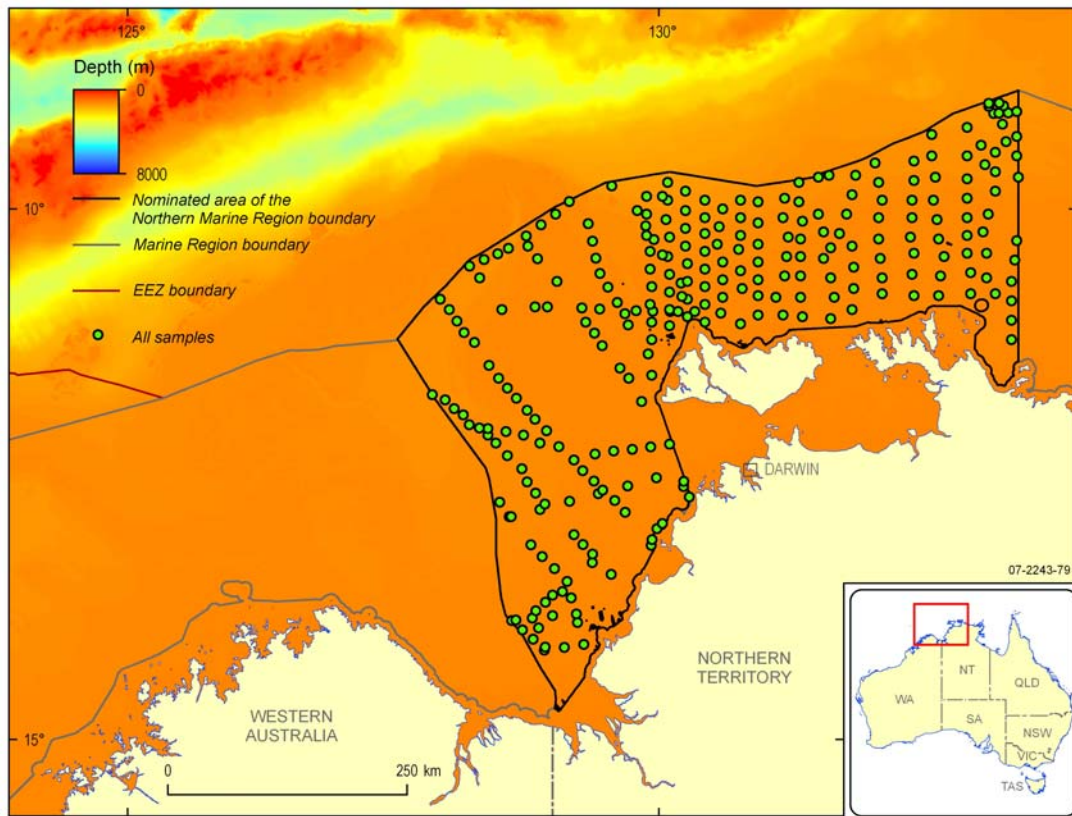 125°
130°
Depth (m)
0
8000
Nominated area of the
Northern Marine Region boundary
10°
Marine Region boundary
EEZ boundary
All samples
DARWIN
07-2243-79
NORTHERN
TERRITORY
WESTERN
AUSTRALIA
15°
0
250 km
WA
NT
QLD
SA
NSW
VIC
TAS